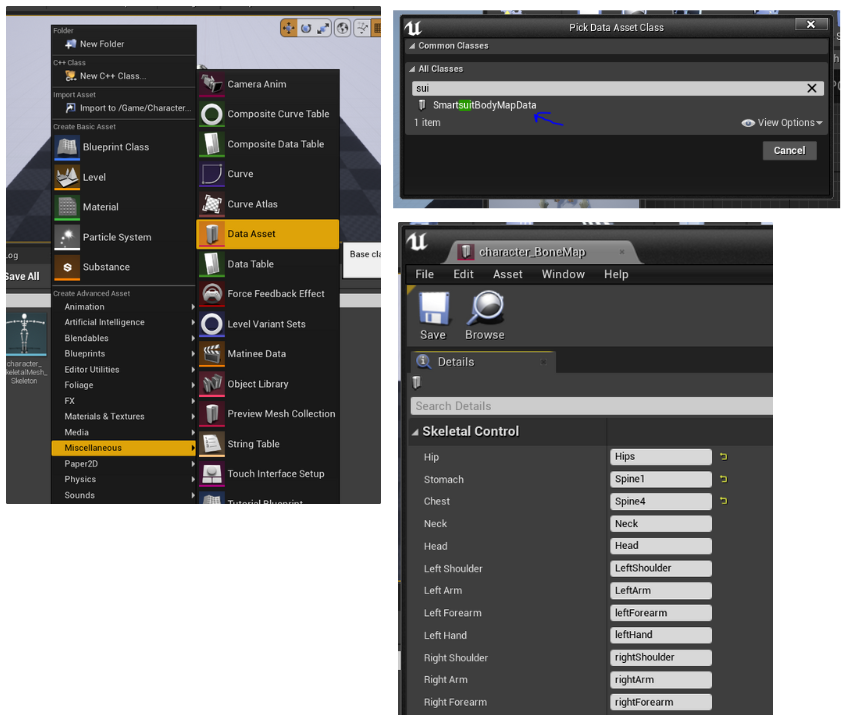 Folder
New Folder
C++ Class
New C++ Class...
Import Asset
Import to /Game/Character...
Create Basic Asset
Blueprint Class
Level
Material
Particle System
Substance
Create Advanced Asset
Animation
Artificial Intelligence
Blendables
Blueprints
Editor Utilities
Foliage
FX
Materials & Textures
Media
Miscellaneous
Paper2D
Physics
Sounds
Camera Anim
Composite Curve Table
Composite Data Table
Curve
Curve Atlas
Data Asset
Data Table
Force Feedback Effect
Level Variant Sets
Matinee Data
Object Library
Preview Mesh Collection
String Table
Touch Interface Setup
Tutorial Blueprint
Base cla
Log
Save All
character_
keletalMesh_
Skeleton
Pick Data Asset Class
Common Classes
All Classes
sui
SmartsuitBodyMapData
1 item
View Options
Cancel
character_BoneMap
File Edit Asset Window Help
Save Browse
Details
Search Details
Skeletal Control
Hip Hips
Stomach Spine1
Chest Spine4
Neck Neck
Head Head
Left Shoulder LeftShoulder
Left Arm LeftArm
Left Forearm leftForearm
Left Hand leftHand
Right Shoulder rightShoulder
Right Arm rightArm
Right Forearm rightForearm